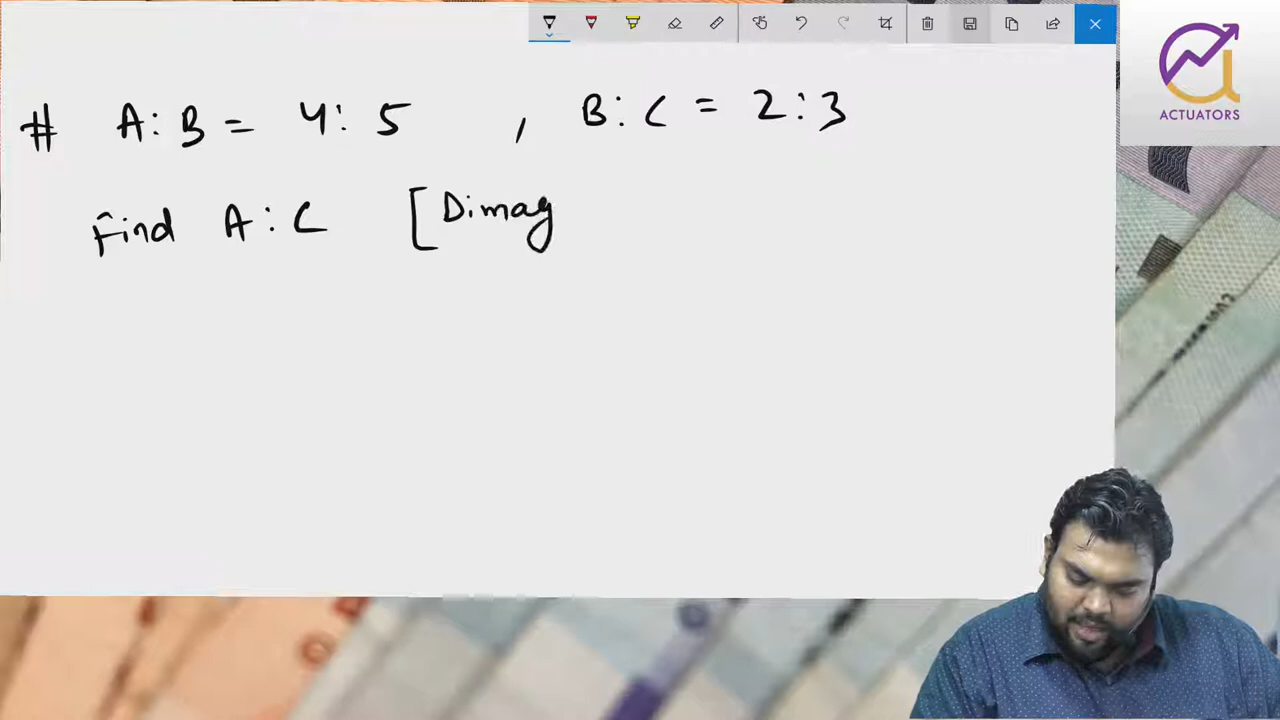 # A:B = 4:5 , B:C = 2:3
Find A:C [Dimag
ACTUATORS